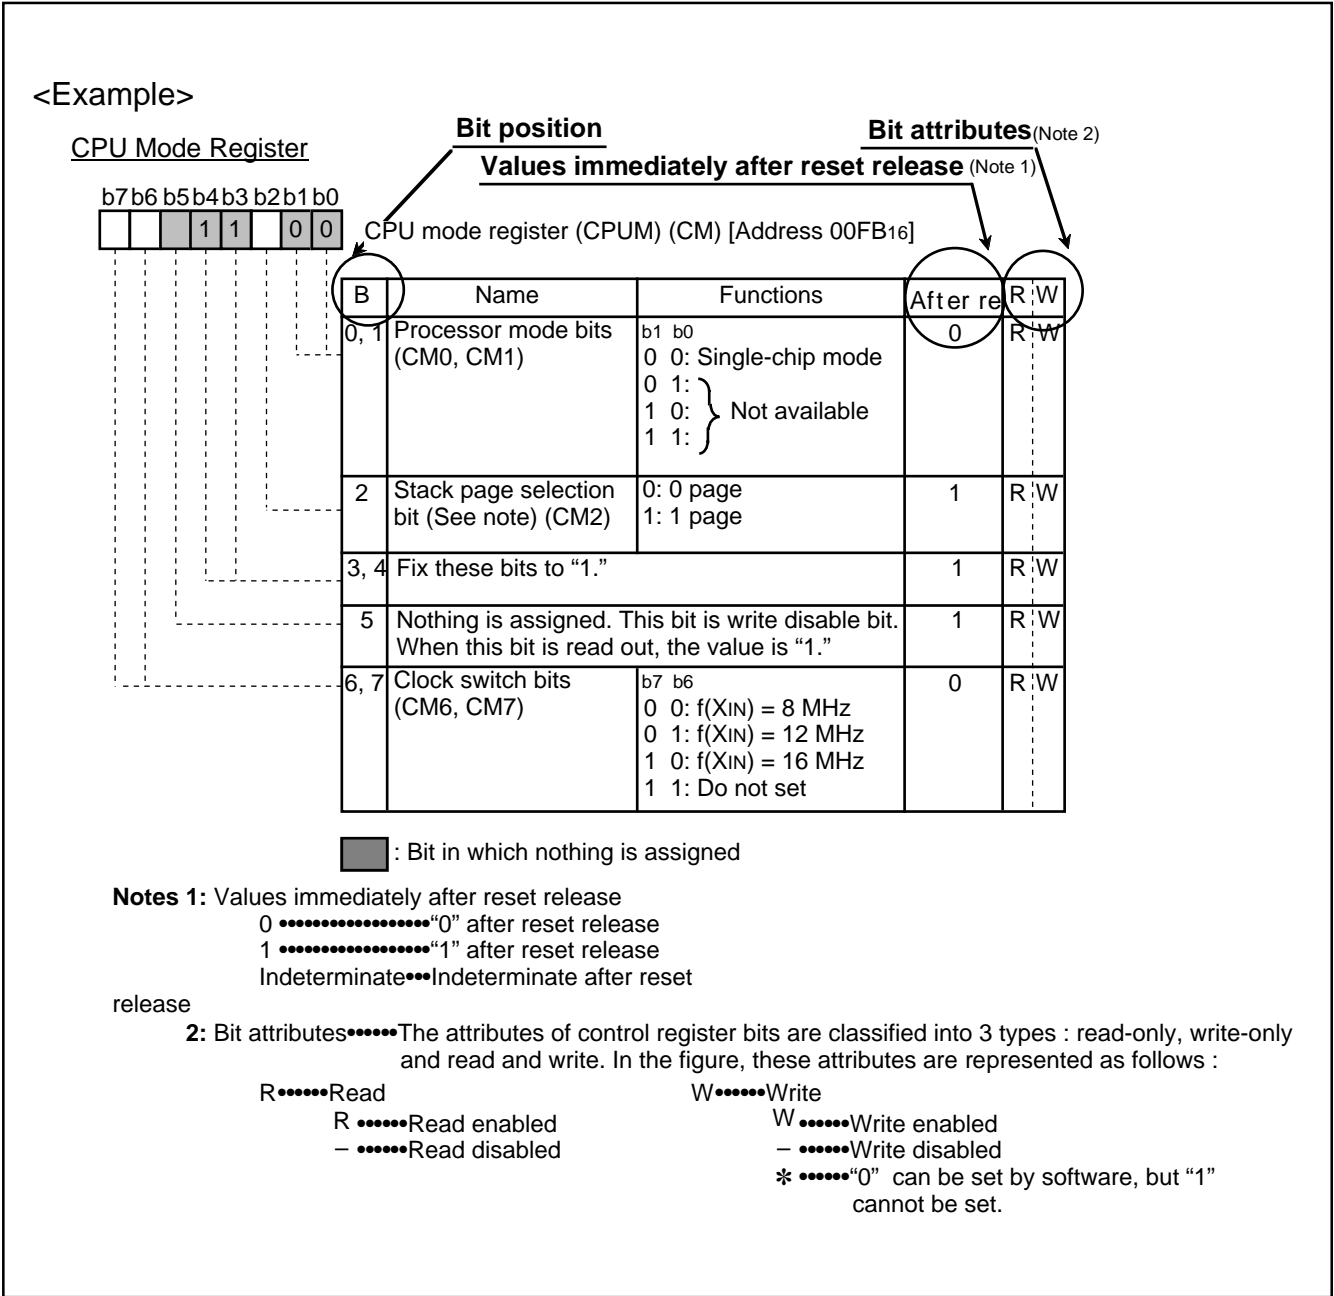 <Example>
Bit position
Bit attributes(Note 2)
CPU Mode Register
Values immediately after reset release (Note 1)
b7 b6 b5 b4 b3 b2 b1 b0
1 1 0 0
CPU mode register (CPUM) (CM) [Address 00FB16]
B Name Functions After re R W
0, 1 Processor mode bits b1 b0 0 R W
(CM0, CM1) 0 0: Single-chip mode
0 1:
1 0: Not available
1 1:
2 Stack page selection 0: 0 page 1 R W
bit (See note) (CM2) 1: 1 page
3, 4 Fix these bits to “1.” 1 R W
5 Nothing is assigned. This bit is write disable bit. 1 R W
When this bit is read out, the value is “1.”
6, 7 Clock switch bits b7 b6 0 R W
(CM6, CM7) 0 0: f(XIN) = 8 MHz
0 1: f(XIN) = 12 MHz
1 0: f(XIN) = 16 MHz
1 1: Do not set
: Bit in which nothing is assigned
Notes 1: Values immediately after reset release
0 ••••••••••••••••••“0” after reset release
1 ••••••••••••••••••“1” after reset release
Indeterminate•••Indeterminate after reset
release
2: Bit attributes••••••The attributes of control register bits are classified into 3 types : read-only, write-only
and read and write. In the figure, these attributes are represented as follows :
R••••••Read W••••••Write
R ••••••Read enabled W ••••••Write enabled
– ••••••Read disabled – ••••••Write disabled
✻ ••••••“0” can be set by software, but “1”
cannot be set.